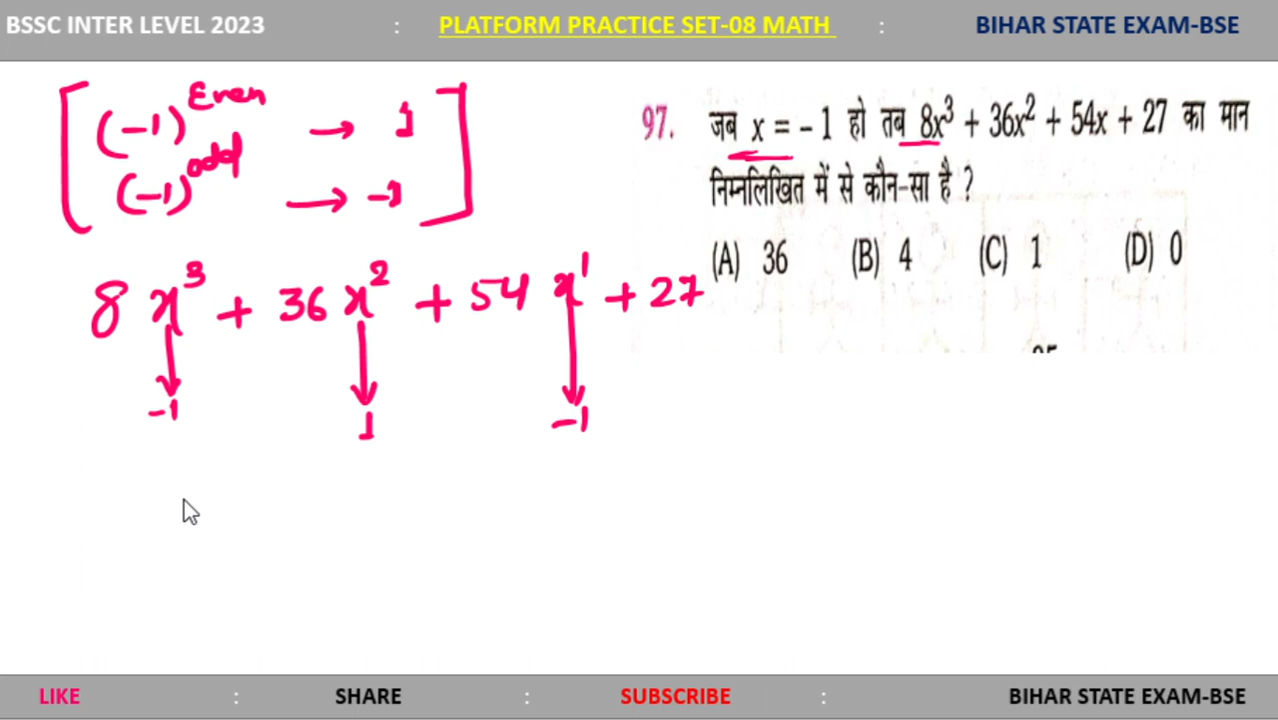 BSSC INTER LEVEL 2023 : PLATFORM PRACTICE SET-08 MATH : BIHAR STATE EXAM-BSE
(-1)^Even → 1
(-1)^odd → -1
97. जब x = – 1 हो तब 8x³ + 36x² + 54x + 27 का मान
निम्नलिखित में से कौन-सा है ?
(A) 36 (B) 4 (C) 1 (D) 0
8x³ + 36x² + 54x¹ + 27
-1 1 -1
LIKE : SHARE : SUBSCRIBE : BIHAR STATE EXAM-BSE